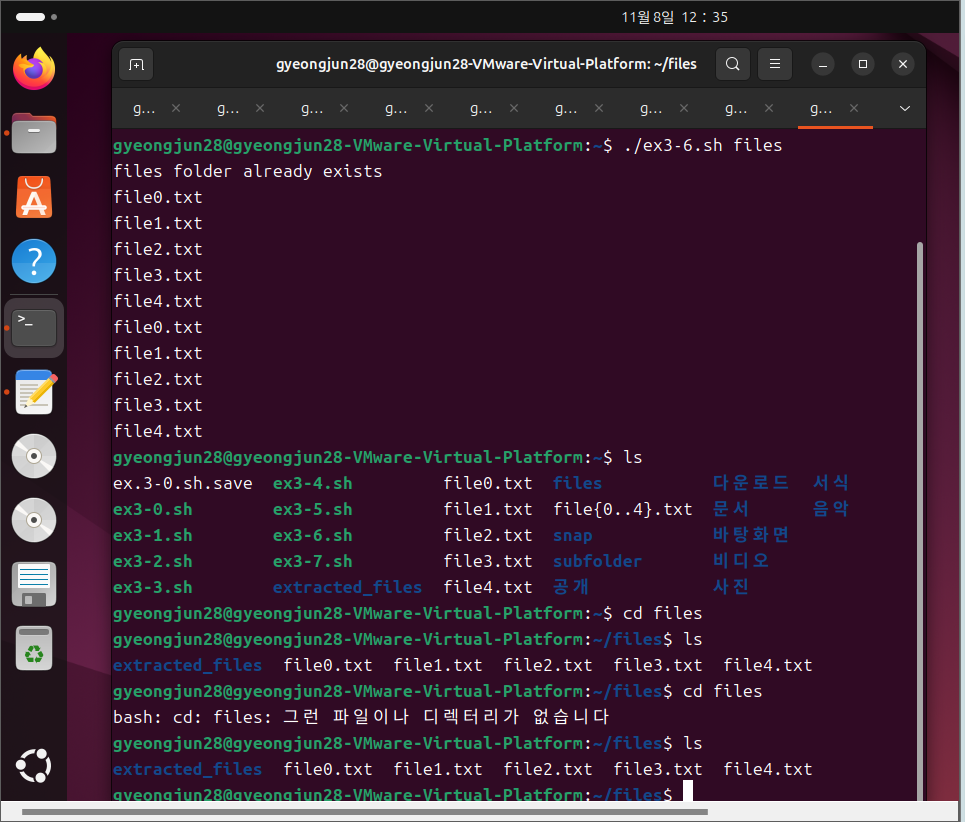 11월 8일 12 : 35
gyeongjun28@gyeongjun28-VMware-Virtual-Platform: ~/files
g... g... g... g... g... g... g... g... g...
gyeongjun28@gyeongjun28-VMware-Virtual-Platform:~$ ./ex3-6.sh files
files folder already exists
file0.txt
file1.txt
file2.txt
file3.txt
file4.txt
file0.txt
file1.txt
file2.txt
file3.txt
file4.txt
gyeongjun28@gyeongjun28-VMware-Virtual-Platform:~$ ls
ex.3-0.sh.save ex3-4.sh file0.txt files 다운로드 서식
ex3-0.sh ex3-5.sh file1.txt file{0..4}.txt 문서 음악
ex3-1.sh ex3-6.sh file2.txt snap 바탕화면
ex3-2.sh ex3-7.sh file3.txt subfolder 비디오
ex3-3.sh extracted_files file4.txt 공개 사진
gyeongjun28@gyeongjun28-VMware-Virtual-Platform:~$ cd files
gyeongjun28@gyeongjun28-VMware-Virtual-Platform:~/files$ ls
extracted_files file0.txt file1.txt file2.txt file3.txt file4.txt
gyeongjun28@gyeongjun28-VMware-Virtual-Platform:~/files$ cd files
bash: cd: files: 그런 파일이나 디렉터리가 없습니다
gyeongjun28@gyeongjun28-VMware-Virtual-Platform:~/files$ ls
extracted_files file0.txt file1.txt file2.txt file3.txt file4.txt
gyeongjun28@gyeongjun28-VMware-Virtual-Platform:~/files$